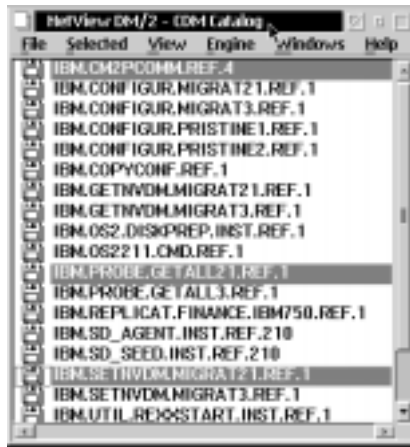 NetView DM/2 - CDM Catalog
File Selected View Engine Windows Help
IBM.CM2PCOMM.REF.4
IBM.CONFIGUR.MIGRAT21.REF.1
IBM.CONFIGUR.MIGRAT3.REF.1
IBM.CONFIGUR.PRISTINE1.REF.1
IBM.CONFIGUR.PRISTINE2.REF.1
IBM.COPYCONF.REF.1
IBM.GETNVDM.MIGRAT21.REF.1
IBM.GETNVDM.MIGRAT3.REF.1
IBM.OS2.DISKPREP.INST.REF.1
IBM.OS2211.CMD.REF.1
IBM.PROBE.GETALL21.REF.1
IBM.PROBE.GETALL3.REF.1
IBM.REPLICAT.FINANCE.IBM750.REF.1
IBM.SD_AGENT.INST.REF.210
IBM.SD_SEED.INST.REF.210
IBM.SETNVDM.MIGRAT21.REF.1
IBM.SETNVDM.MIGRAT3.REF.1
IBM.UTIL.REXXSTART.INST.REF.1